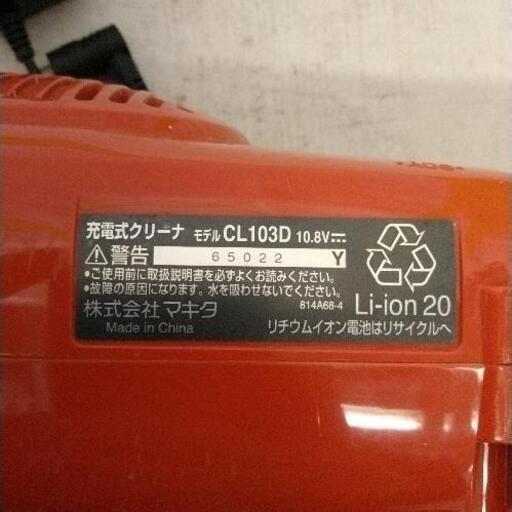 充電式クリーナ モデル CL103D 10.8V⎓
⚠警告 65022 Y
•ご使用前に取扱説明書を必ずよくお読みください。
•故障の原因になります。水を吸わせないでください。
814A68-4
株式会社マキタ
Made in China
Li-ion 20
リチウムイオン電池はリサイクルへ